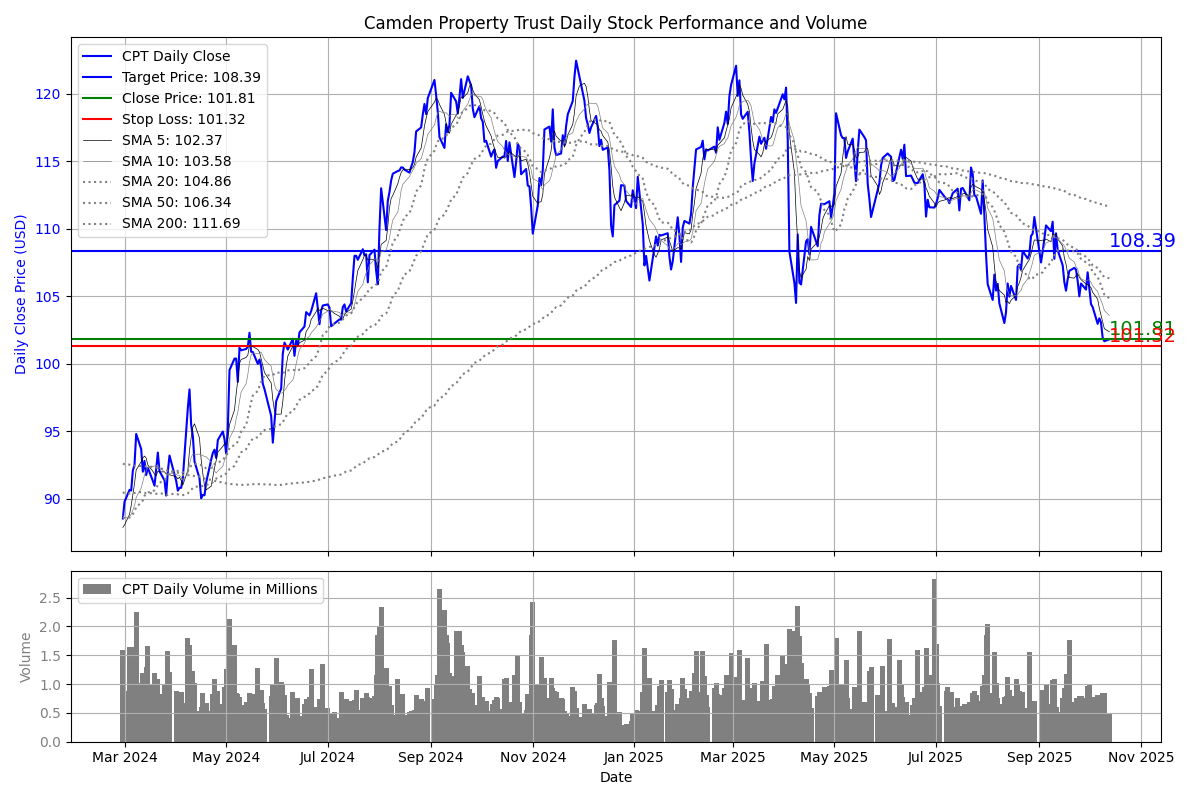 Camden Property Trust Daily Stock Performance and Volume
CPT Daily Close
Target Price: 108.39
Close Price: 101.81
Stop Loss: 101.32
SMA 5: 102.37
SMA 10: 103.58
SMA 20: 104.86
SMA 50: 106.34
SMA 200: 111.69
Daily Close Price (USD)
120
115
110
105
100
95
90
108.39
101.81
101.32
CPT Daily Volume in Millions
Volume
2.5
2.0
1.5
1.0
0.5
0.0
Mar 2024 May 2024 Jul 2024 Sep 2024 Nov 2024 Jan 2025 Mar 2025 May 2025 Jul 2025 Sep 2025 Nov 2025
Date